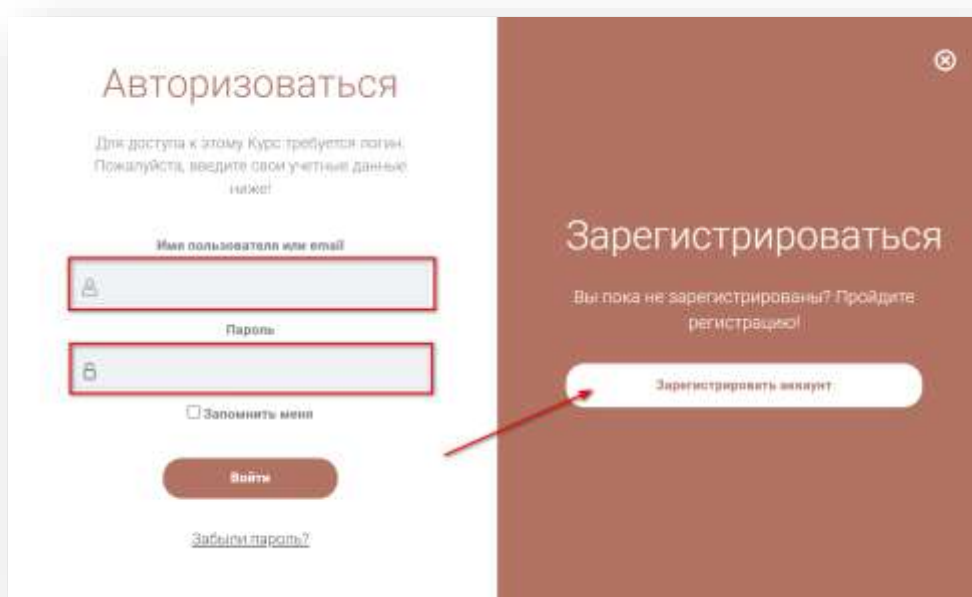 Авторизоваться
Для доступа к этому Курс требуется логин.
Пожалуйста, введите свои учетные данные
ниже!
Имя пользователя или email
Пароль
Запомнить меня
Войти
Забыли пароль?
Зарегистрироваться
Вы пока не зарегистрированы? Пройдите
регистрацию!
Зарегистрировать аккаунт